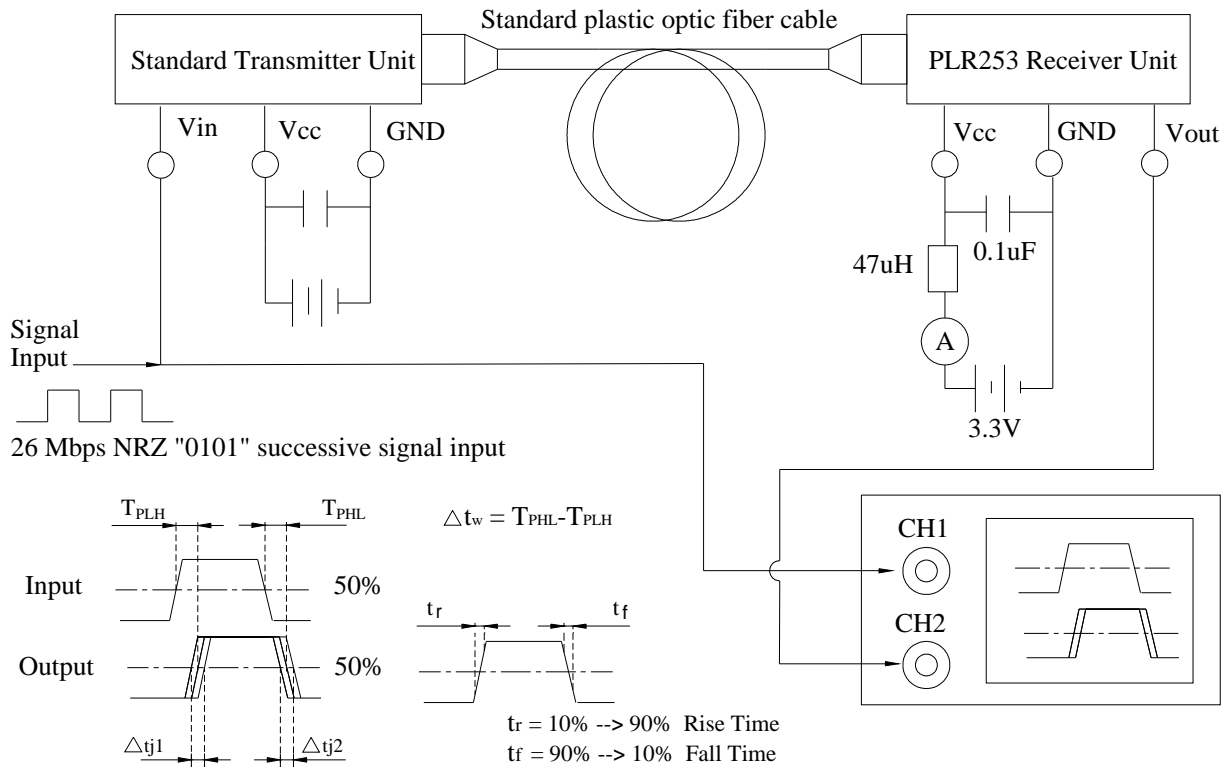 Standard plastic optic fiber cable
Standard Transmitter Unit
PLR253 Receiver Unit
Vin
Vcc
GND
Vcc
GND
Vout
47uH
0.1uF
A
3.3V
Signal
Input
26 Mbps NRZ "0101" successive signal input
TPLH
TPHL
△tw = TPHL-TPLH
Input
50%
Output
50%
△tj1
△tj2
tr
tf
tr = 10% --> 90% Rise Time
tf = 90% --> 10% Fall Time
CH1
CH2